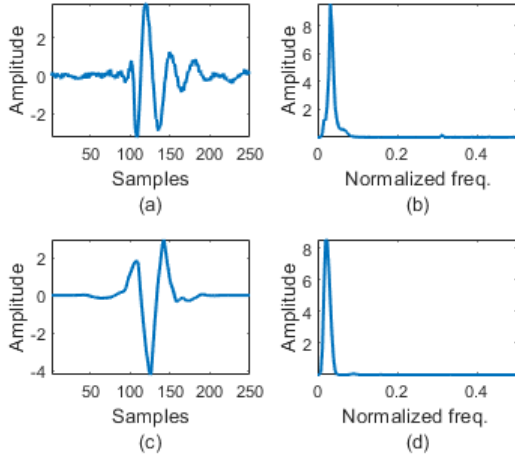 Amplitude
2
0
-2
50 100 150 200 250
Samples
(a)
Amplitude
8
6
4
2
0 0.2 0.4
Normalized freq.
(b)
Amplitude
2
0
-2
-4
50 100 150 200 250
Samples
(c)
Amplitude
8
6
4
2
0 0.2 0.4
Normalized freq.
(d)